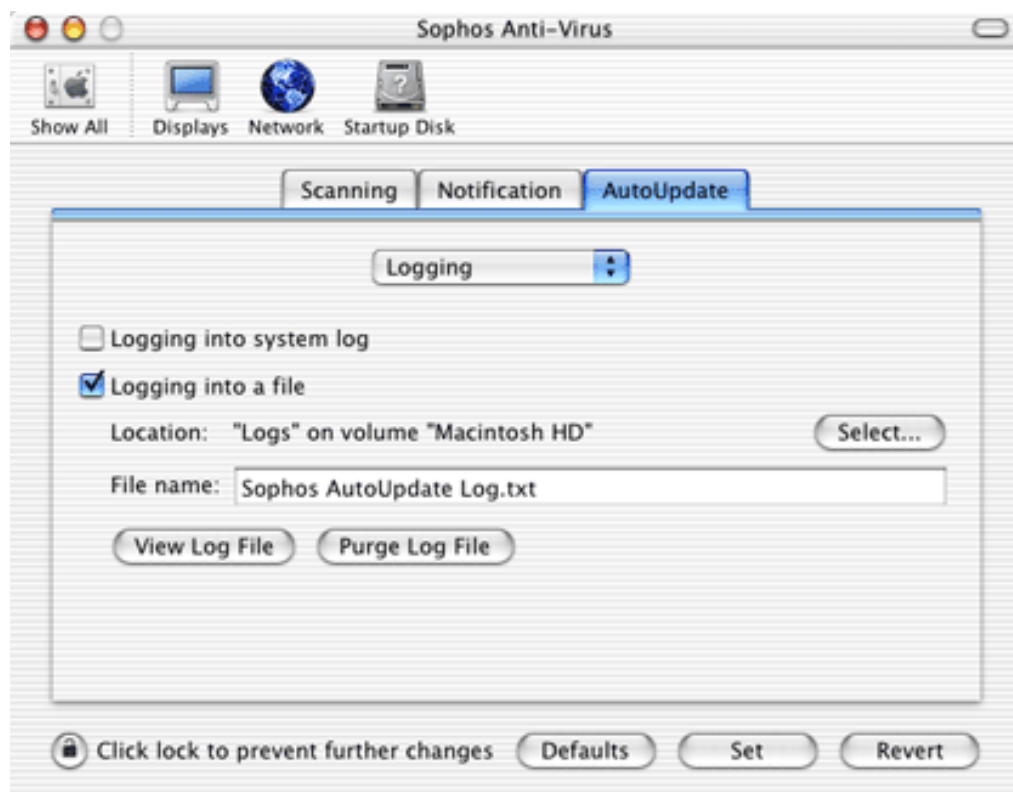 Sophos Anti-Virus
Show All Displays Network Startup Disk
Scanning Notification AutoUpdate
Logging
Logging into system log
Logging into a file
Location: "Logs" on volume "Macintosh HD" Select...
File name: Sophos AutoUpdate Log.txt
View Log File Purge Log File
Click lock to prevent further changes Defaults Set Revert